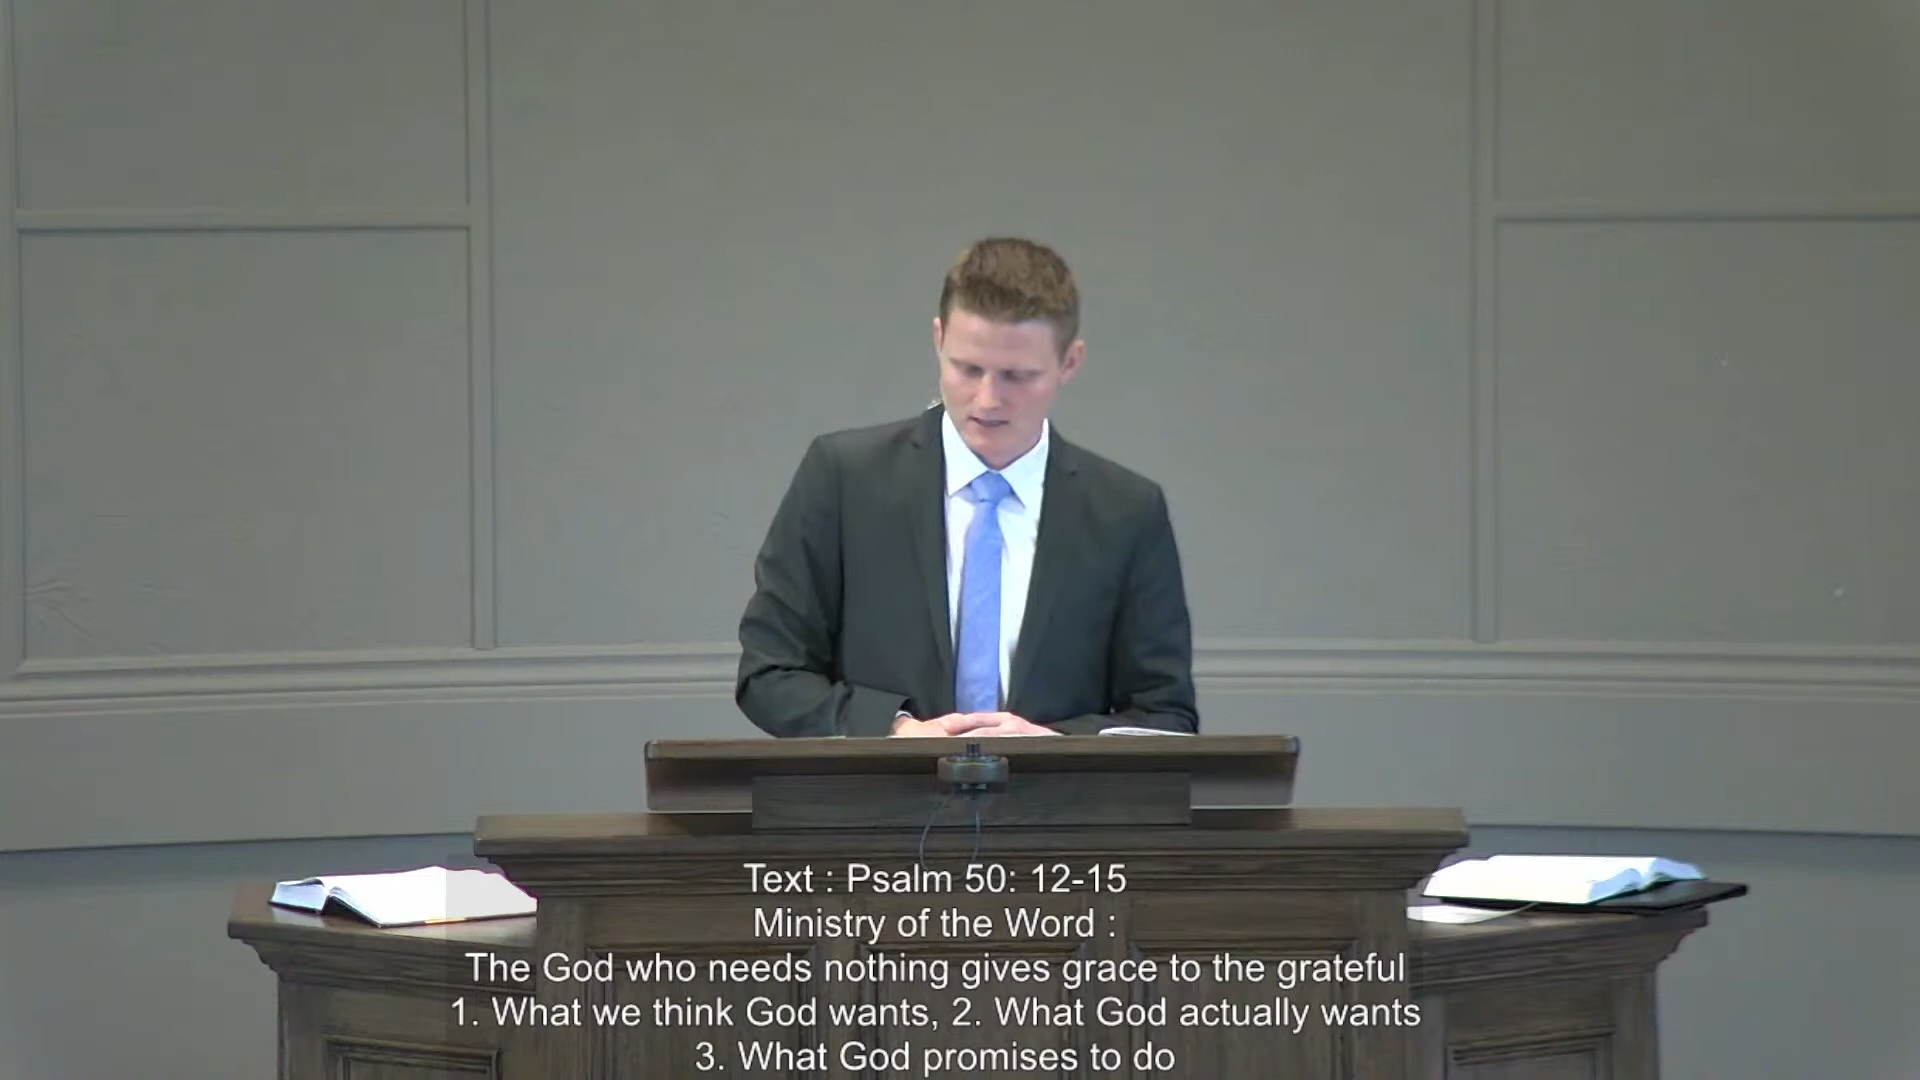 Text : Psalm 50: 12-15
Ministry of the Word :
The God who needs nothing gives grace to the grateful
1. What we think God wants, 2. What God actually wants
3. What God promises to do